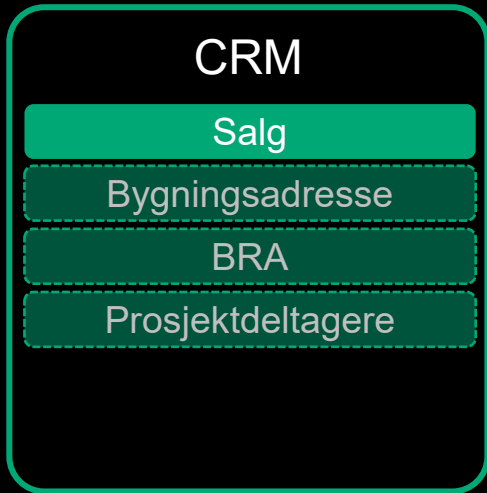 CRM
Salg
Bygningsadresse
BRA
Prosjektdeltagere